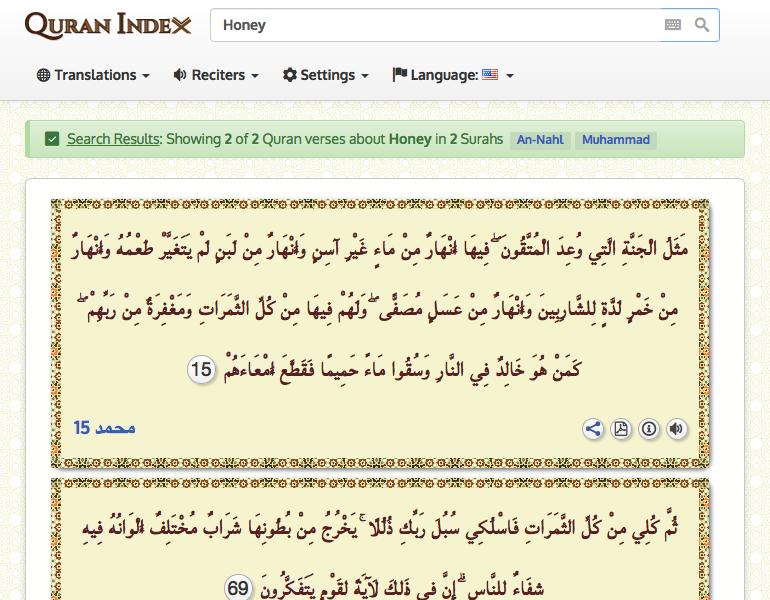 QURAN INDEX
Honey
Translations
Reciters
Settings
Language:
Search Results: Showing 2 of 2 Quran verses about Honey in 2 Surahs An-Nahl Muhammad
مَثَلُ الْجَنَّةِ الَّتِي وُعِدَ الْمُتَّقُونَ ۖ فِيهَا أَنْهَارٌ مِنْ مَاءٍ غَيْرِ آسِنٍ وَأَنْهَارٌ مِنْ لَبَنٍ لَمْ يَتَغَيَّرْ طَعْمُهُ وَأَنْهَارٌ
مِنْ خَمْرٍ لَذَّةٍ لِلشَّارِبِينَ وَأَنْهَارٌ مِنْ عَسَلٍ مُصَفًّى ۖ وَلَهُمْ فِيهَا مِنْ كُلِّ الثَّمَرَاتِ وَمَغْفِرَةٌ مِنْ رَبِّهِمْ ۖ
كَمَنْ هُوَ خَالِدٌ فِي النَّارِ وَسُقُوا مَاءً حَمِيمًا فَقَطَّعَ أَمْعَاءَهُمْ 15
محمد 15
ثُمَّ كُلِي مِنْ كُلِّ الثَّمَرَاتِ فَاسْلُكِي سُبُلَ رَبِّكِ ذُلُلًا ۚ يَخْرُجُ مِنْ بُطُونِهَا شَرَابٌ مُخْتَلِفٌ أَلْوَانُهُ فِيهِ
شِفَاءٌ لِلنَّاسِ ۗ إِنَّ فِي ذَٰلِكَ لَآيَةً لِقَوْمٍ يَتَفَكَّرُونَ 69